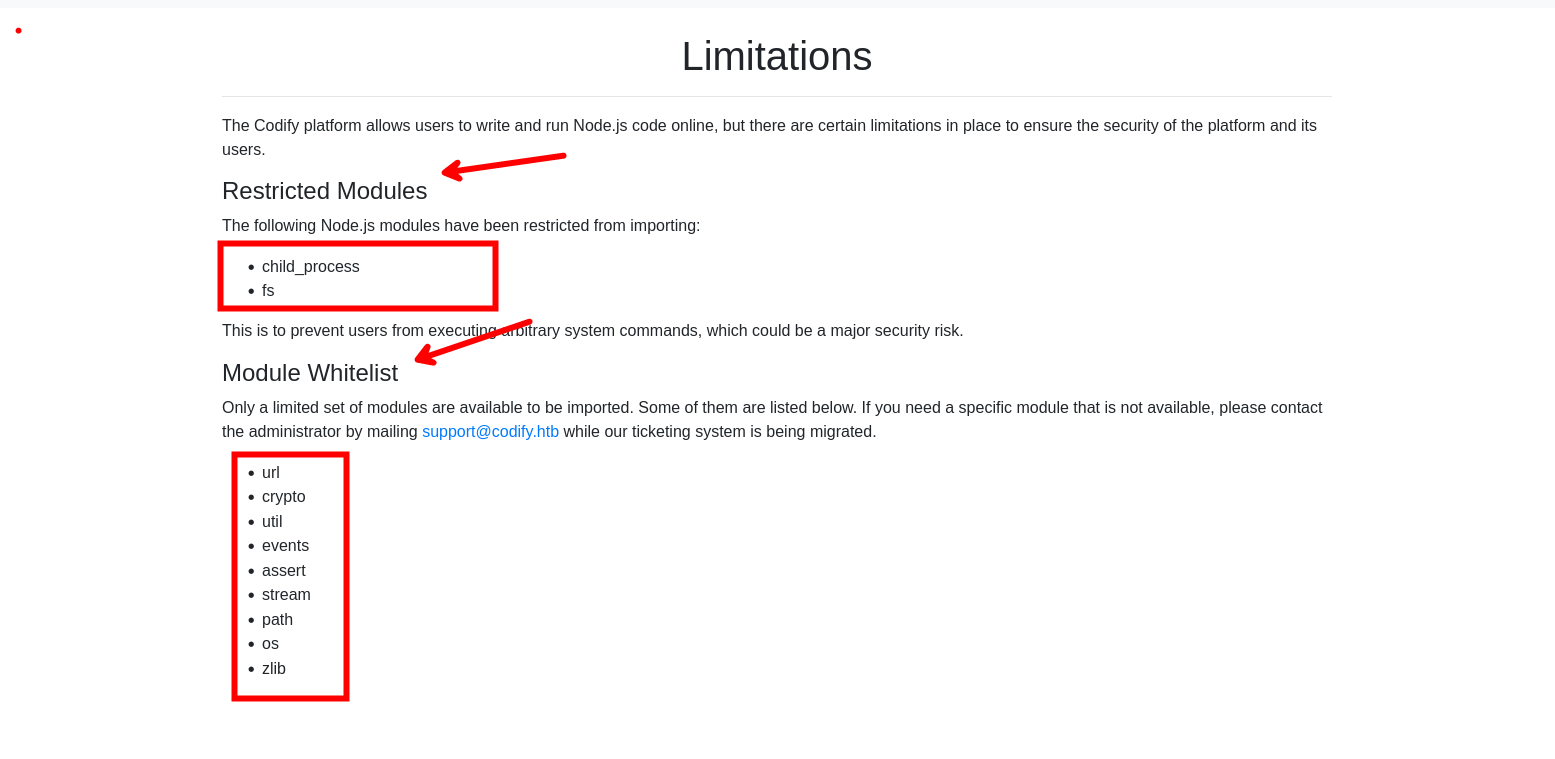 Limitations
The Codify platform allows users to write and run Node.js code online, but there are certain limitations in place to ensure the security of the platform and its
users.
Restricted Modules
The following Node.js modules have been restricted from importing:
child_process
fs
This is to prevent users from executing arbitrary system commands, which could be a major security risk.
Module Whitelist
Only a limited set of modules are available to be imported. Some of them are listed below. If you need a specific module that is not available, please contact
the administrator by mailing support@codify.htb while our ticketing system is being migrated.
url
crypto
util
events
assert
stream
path
os
zlib